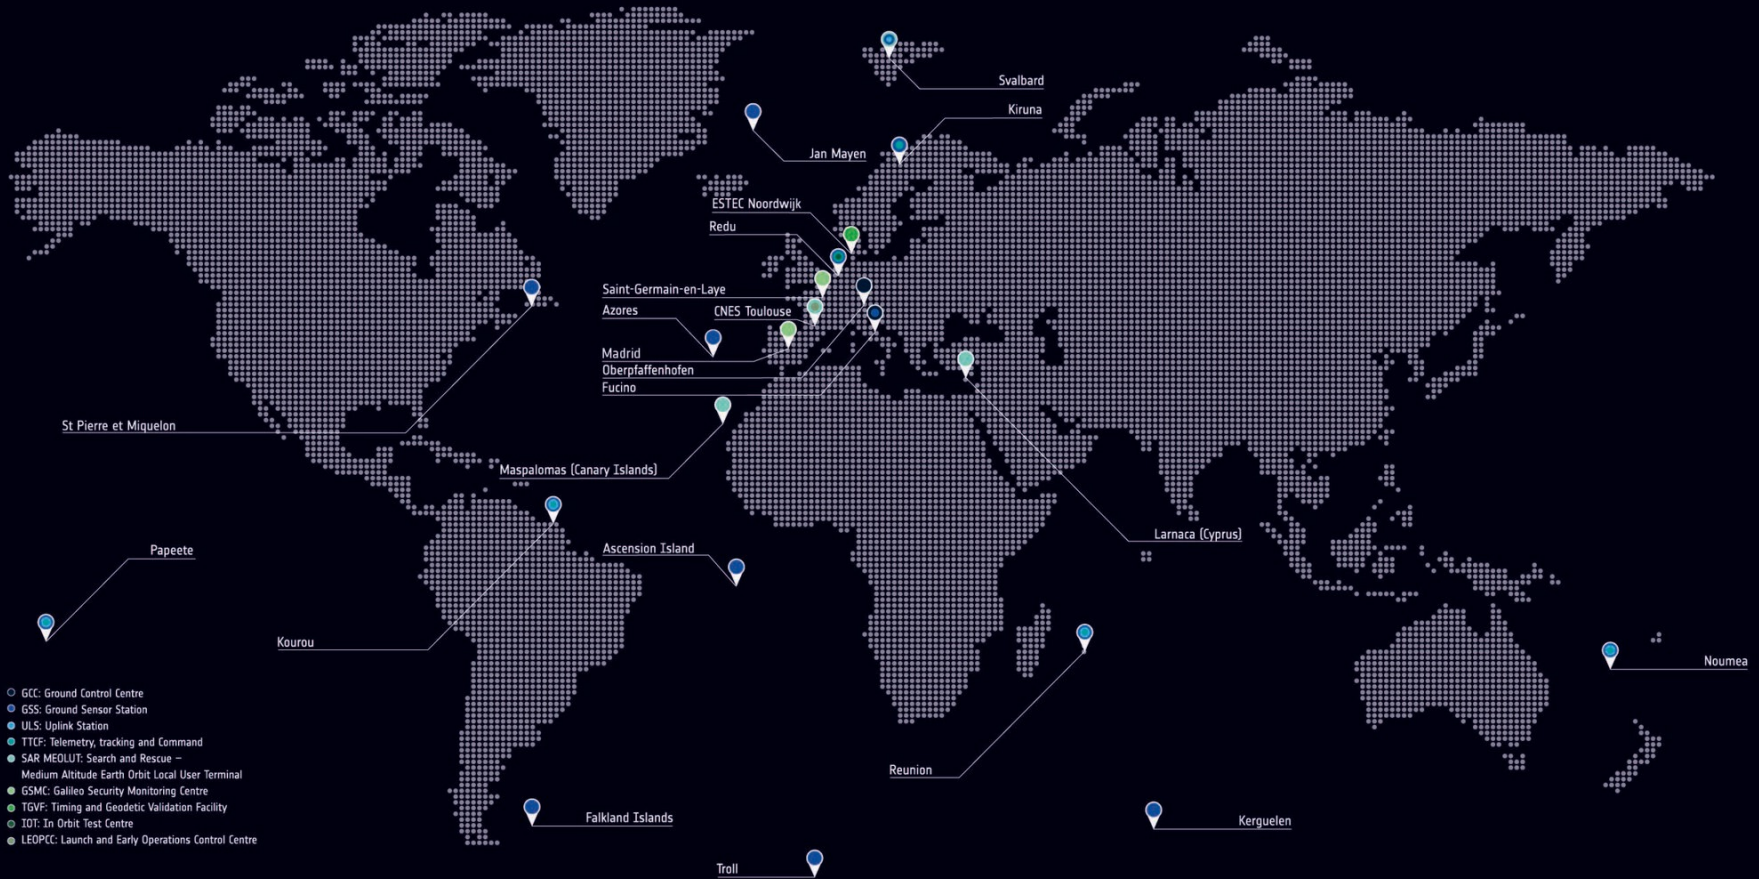 Svalbard
Kiruna
Jan Mayen
ESTEC Noordwijk
Redu
Saint-Germain-en-Laye
Azores
CNES Toulouse
Madrid
Oberpfaffenhofen
Fucino
St Pierre et Miquelon
Maspalomas (Canary Islands)
Larnaca (Cyprus)
Papeete
Ascension Island
Kourou
Noumea
Reunion
Falkland Islands
Kerguelen
Troll
GCC: Ground Control Centre
GSS: Ground Sensor Station
ULS: Uplink Station
TTCF: Telemetry, tracking and Command
SAR MEOLUT: Search and Rescue –
Medium Altitude Earth Orbit Local User Terminal
GSMC: Galileo Security Monitoring Centre
TGVF: Timing and Geodetic Validation Facility
IOT: In Orbit Test Centre
LEOPCC: Launch and Early Operations Control Centre